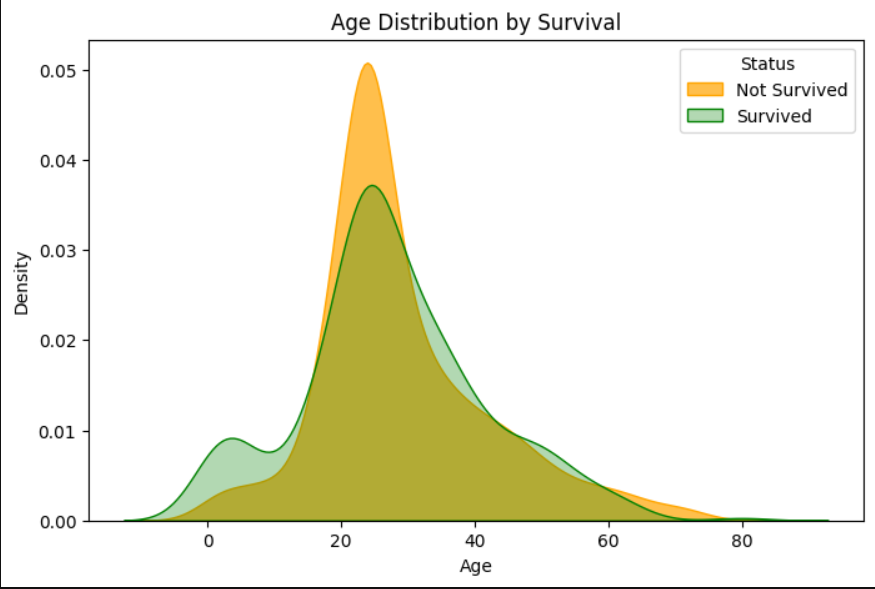 Age Distribution by Survival
Status
Not Survived
Survived
0.05
0.04
0.03
0.02
0.01
0.00
Density
0 20 40 60 80
Age